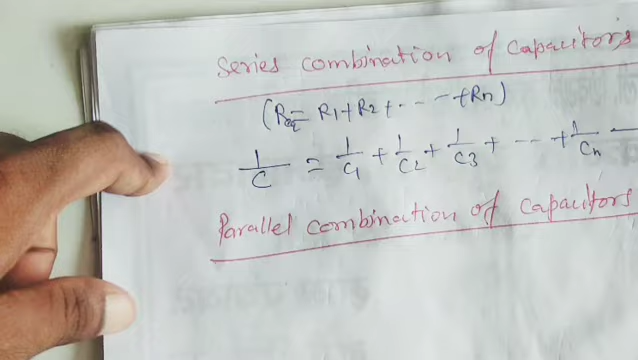 Series combination of capacitors
(Req = R1+R2+ ---- +Rn)
1/C = 1/C1 + 1/C2 + 1/C3 + --- + 1/Cn
Parallel combination of capacitors